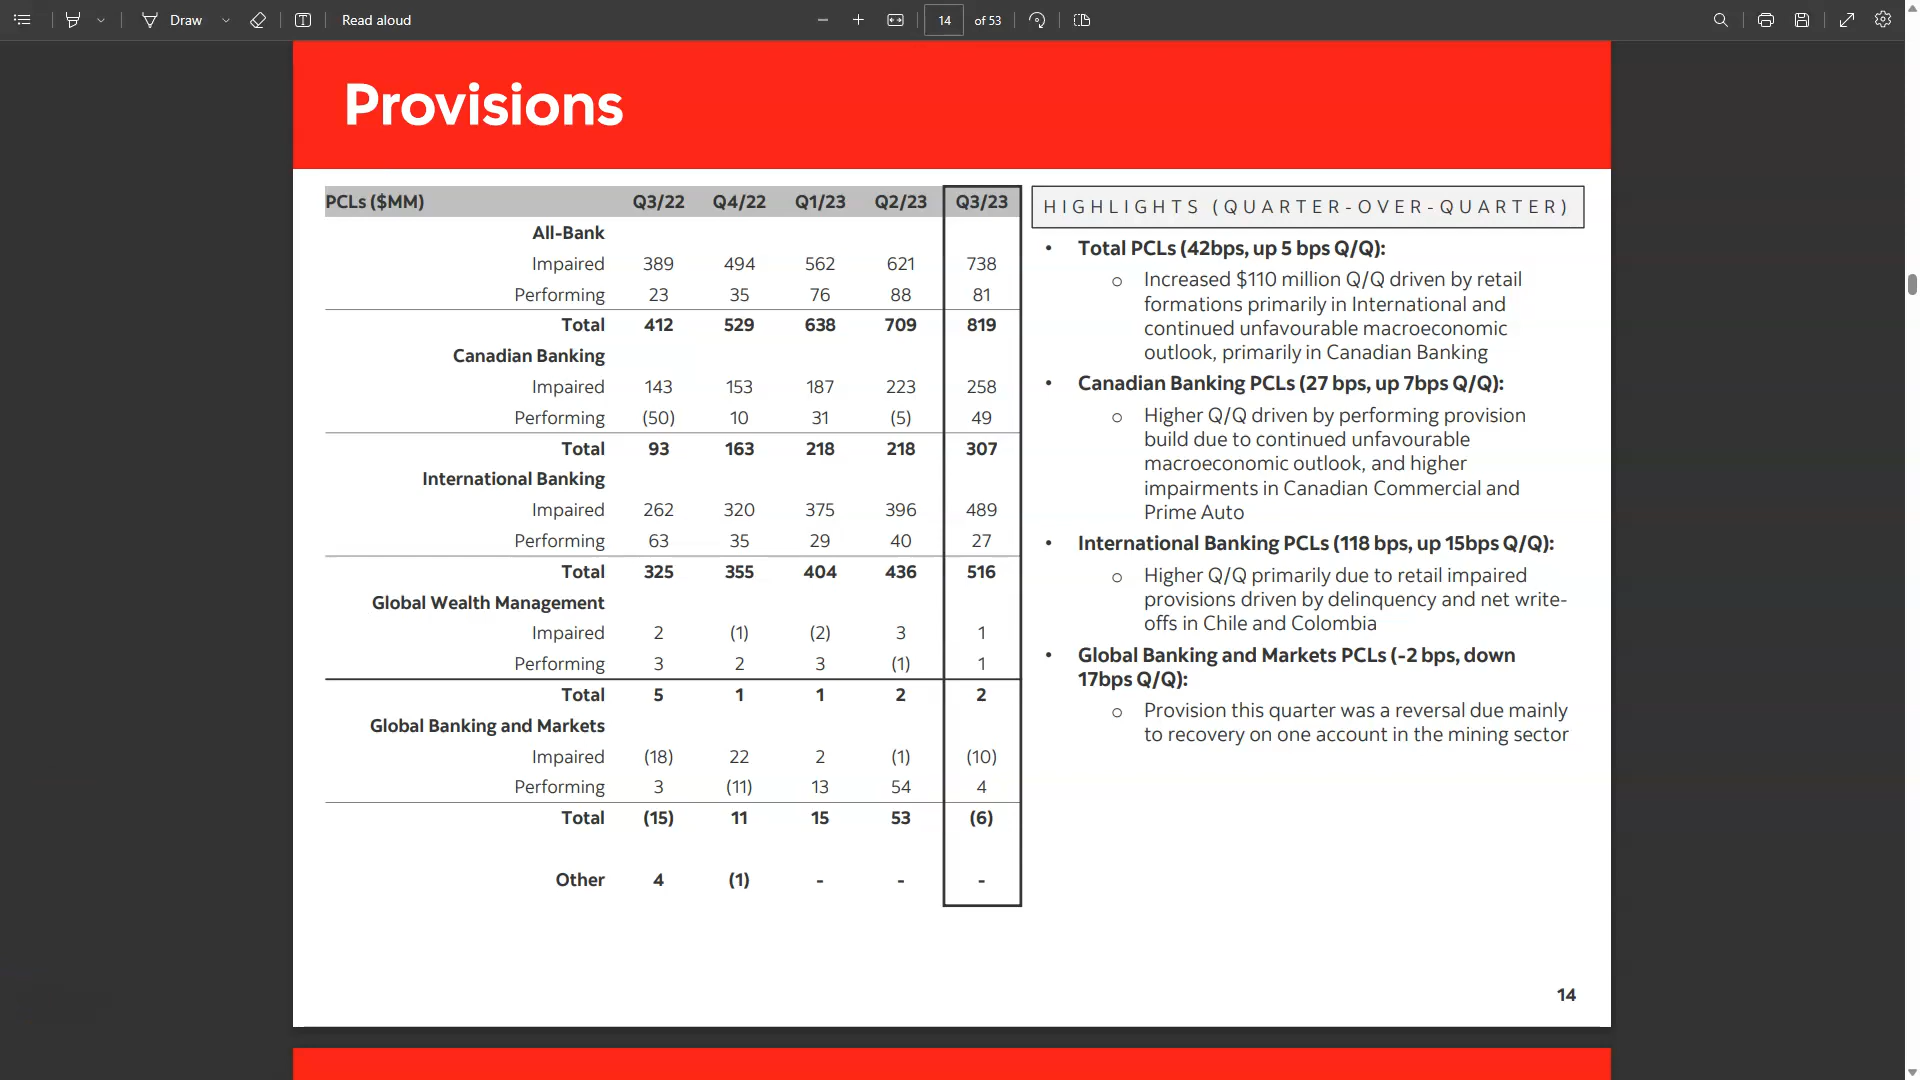 Draw
Read aloud
14 of 53
Provisions
PCLs ($MM) Q3/22 Q4/22 Q1/23 Q2/23 Q3/23
All-Bank
Impaired 389 494 562 621 738
Performing 23 35 76 88 81
Total 412 529 638 709 819
Canadian Banking
Impaired 143 153 187 223 258
Performing (50) 10 31 (5) 49
Total 93 163 218 218 307
International Banking
Impaired 262 320 375 396 489
Performing 63 35 29 40 27
Total 325 355 404 436 516
Global Wealth Management
Impaired 2 (1) (2) 3 1
Performing 3 2 3 (1) 1
Total 5 1 1 2 2
Global Banking and Markets
Impaired (18) 22 2 (1) (10)
Performing 3 (11) 13 54 4
Total (15) 11 15 53 (6)
Other 4 (1) - - -
HIGHLIGHTS (QUARTER-OVER-QUARTER)
• Total PCLs (42bps, up 5 bps Q/Q):
o Increased $110 million Q/Q driven by retail
formations primarily in International and
continued unfavourable macroeconomic
outlook, primarily in Canadian Banking
• Canadian Banking PCLs (27 bps, up 7bps Q/Q):
o Higher Q/Q driven by performing provision
build due to continued unfavourable
macroeconomic outlook, and higher
impairments in Canadian Commercial and
Prime Auto
• International Banking PCLs (118 bps, up 15bps Q/Q):
o Higher Q/Q primarily due to retail impaired
provisions driven by delinquency and net write-
offs in Chile and Colombia
• Global Banking and Markets PCLs (-2 bps, down
17bps Q/Q):
o Provision this quarter was a reversal due mainly
to recovery on one account in the mining sector
14